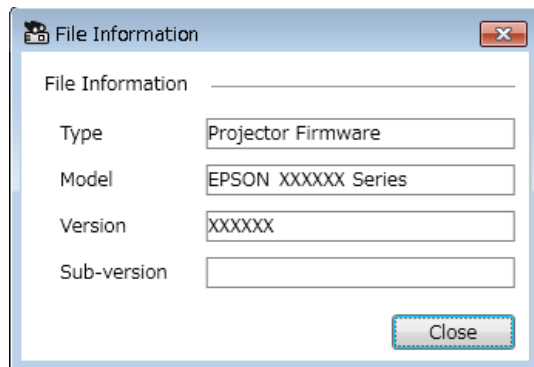 File Information
File Information
Type Projector Firmware
Model EPSON XXXXXX Series
Version XXXXXX
Sub-version
Close